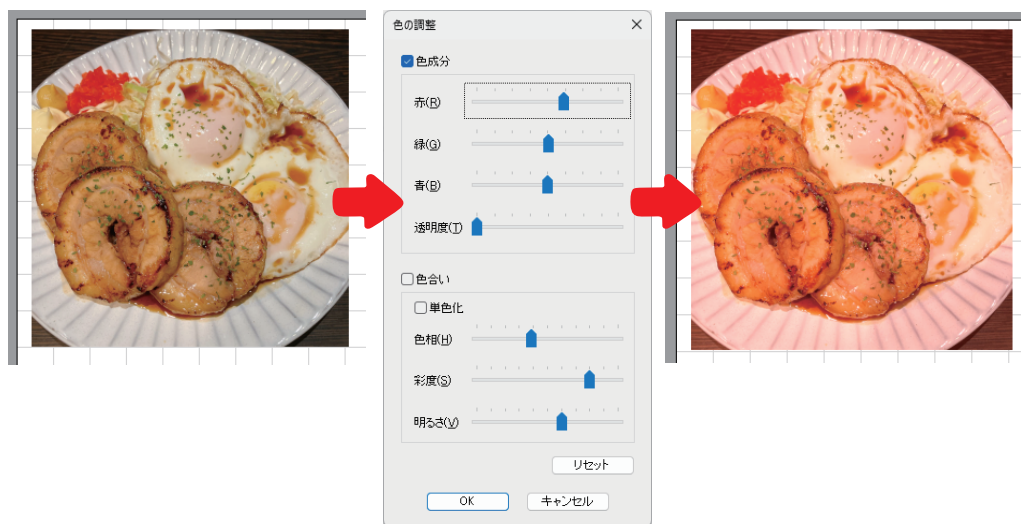 色の調整
色成分
赤(R)
緑(G)
青(B)
透明度(T)
色合い
単色化
色相(H)
彩度(S)
明るさ(V)
リセット
OK
キャンセル